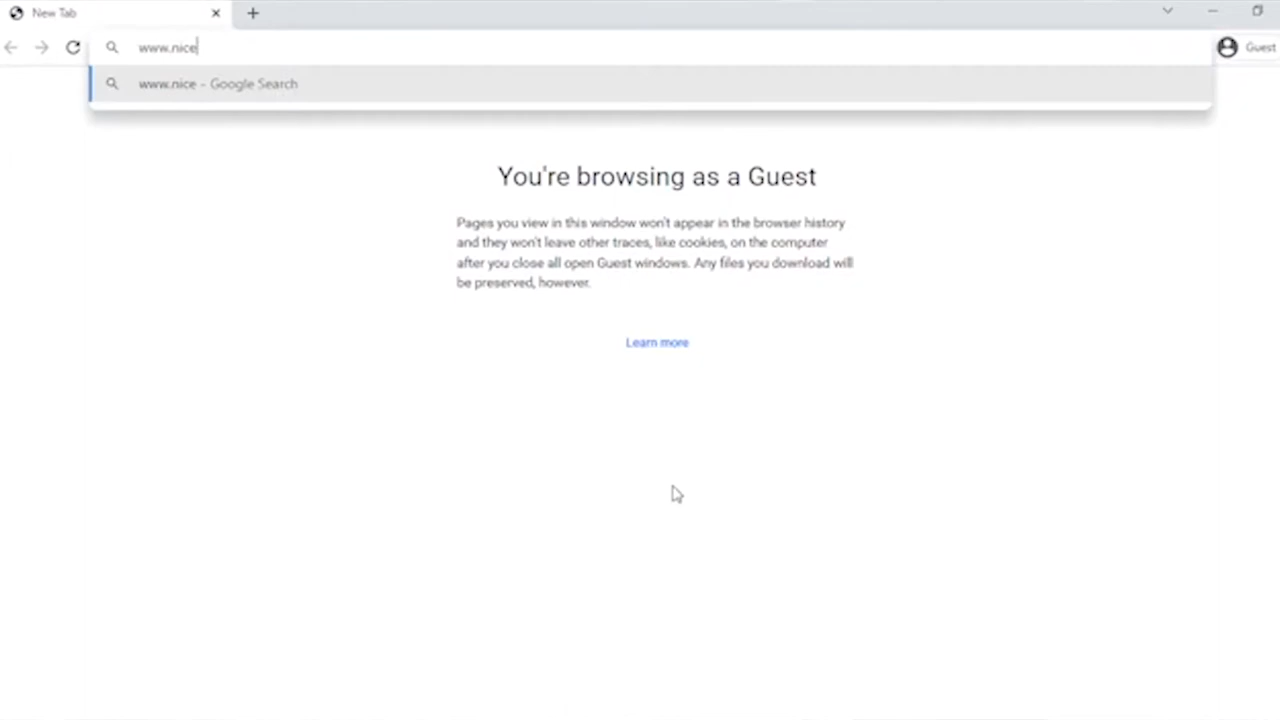 New Tab
www.nice
Guest
www.nice - Google Search
You're browsing as a Guest
Pages you view in this window won't appear in the browser history
and they won't leave other traces, like cookies, on the computer
after you close all open Guest windows. Any files you download will
be preserved, however.
Learn more